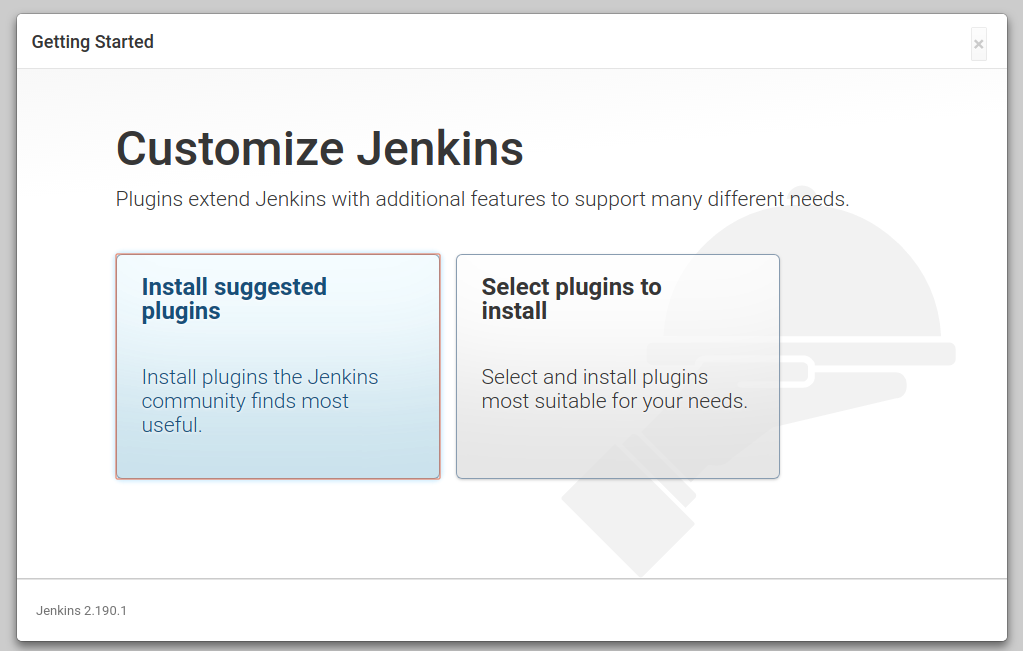 Getting Started
×
Customize Jenkins
Plugins extend Jenkins with additional features to support many different needs.
Install suggested
plugins
Install plugins the Jenkins
community finds most
useful.
Select plugins to
install
Select and install plugins
most suitable for your needs.
Jenkins 2.190.1